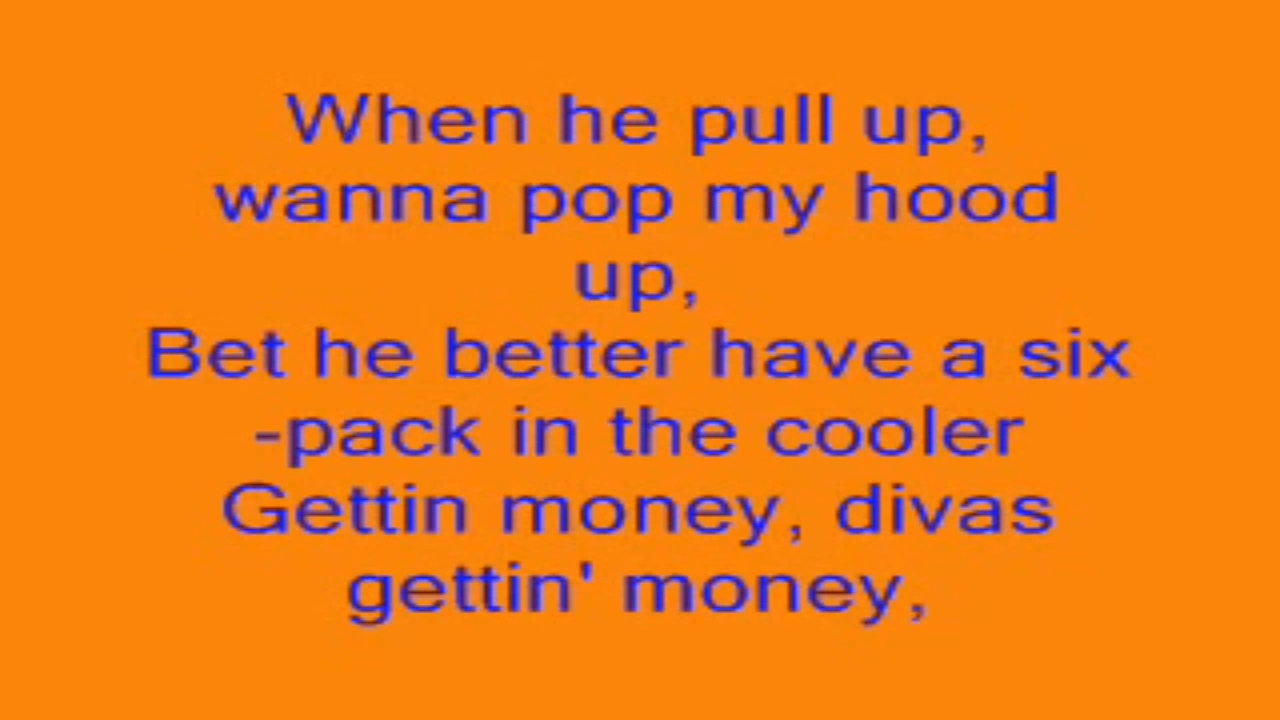 When he pull up,
wanna pop my hood
up,
Bet he better have a six
-pack in the cooler
Gettin money, divas
gettin' money,